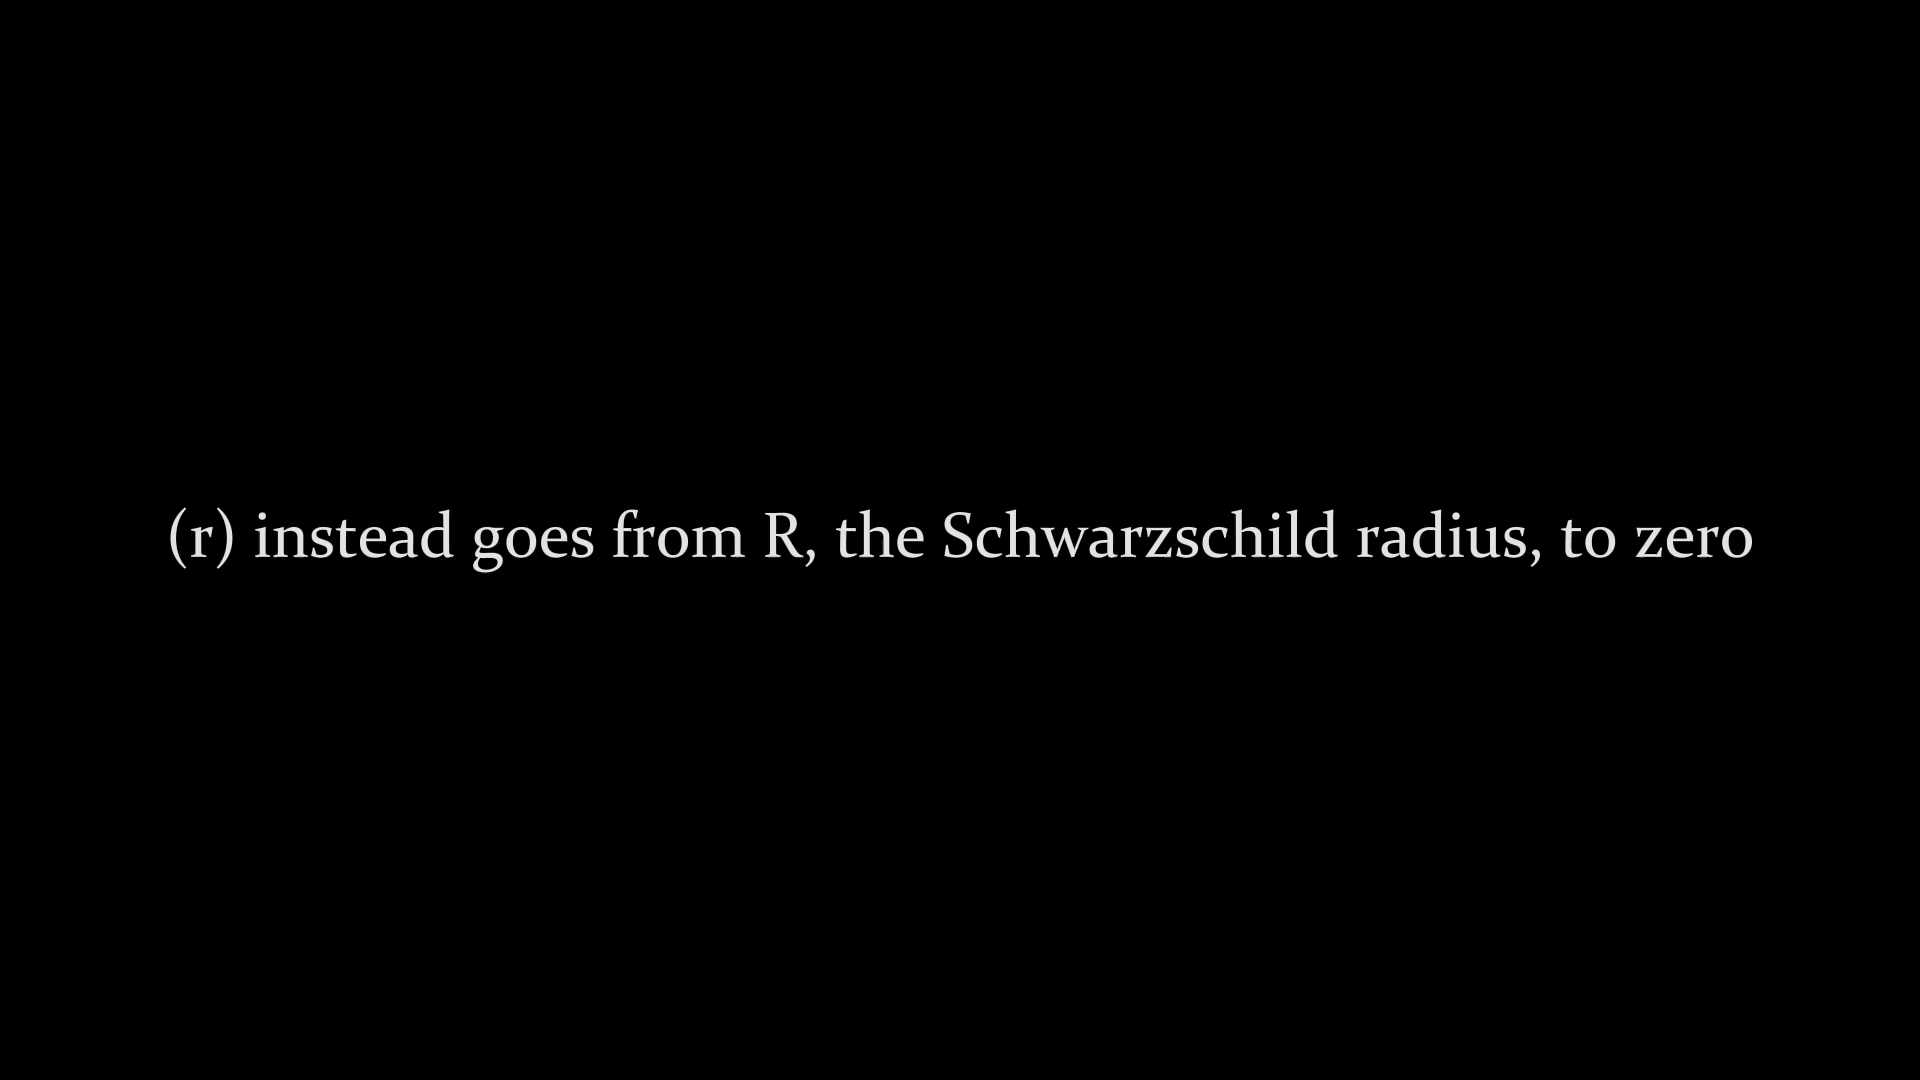 (r) instead goes from R, the Schwarzschild radius, to zero